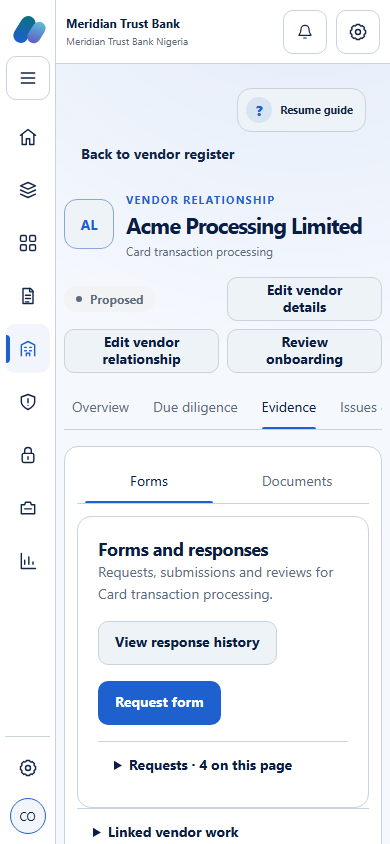 Meridian Trust Bank
Meridian Trust Bank Nigeria
? Resume guide
Back to vendor register
VENDOR RELATIONSHIP
AL
Acme Processing Limited
Card transaction processing
Proposed
Edit vendor
details
Edit vendor
relationship
Review
onboarding
Overview Due diligence Evidence Issues
Forms Documents
Forms and responses
Requests, submissions and reviews for
Card transaction processing.
View response history
Request form
Requests · 4 on this page
Linked vendor work
CO